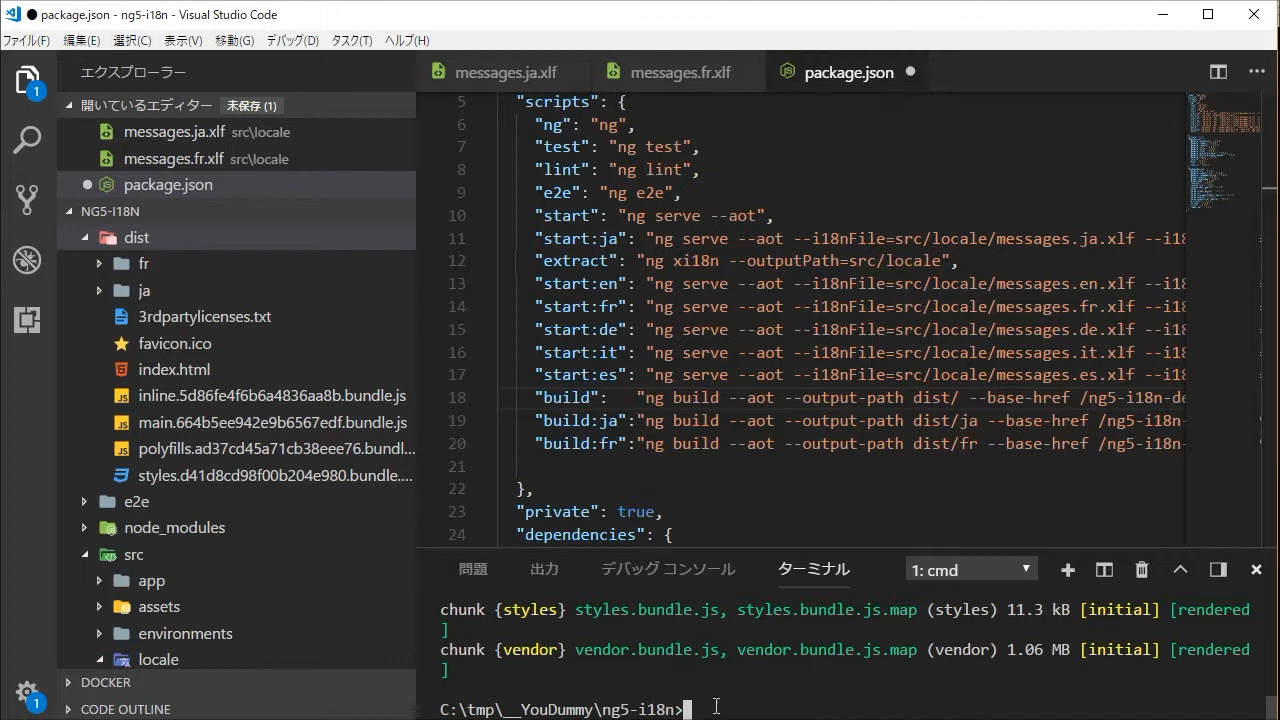 package.json - ng5-i18n - Visual Studio Code
ファイル(F) 編集(E) 選択(C) 表示(V) 移動(G) デバッグ(D) タスク(T) ヘルプ(H)
エクスプローラー
開いているエディター 未保存 (1)
messages.ja.xlf src\locale
messages.fr.xlf src\locale
package.json
NG5-I18N
dist
fr
ja
3rdpartylicenses.txt
favicon.ico
index.html
inline.5d86fe4f6b6a4836aa8b.bundle.js
main.664b5ee942e9b6567edf.bundle.js
polyfills.ad37cd45a71cb38eee76.bundl...
styles.d41d8cd98f00b204e980.bundle....
e2e
node_modules
src
app
assets
environments
locale
DOCKER
CODE OUTLINE
1
1
messages.ja.xlf messages.fr.xlf package.json
5 "scripts": {
6 "ng": "ng",
7 "test": "ng test",
8 "lint": "ng lint",
9 "e2e": "ng e2e",
10 "start": "ng serve --aot",
11 "start:ja": "ng serve --aot --i18nFile=src/locale/messages.ja.xlf --i18
12 "extract": "ng xi18n --outputPath=src/locale",
13 "start:en": "ng serve --aot --i18nFile=src/locale/messages.en.xlf --i18
14 "start:fr": "ng serve --aot --i18nFile=src/locale/messages.fr.xlf --i18
15 "start:de": "ng serve --aot --i18nFile=src/locale/messages.de.xlf --i18
16 "start:it": "ng serve --aot --i18nFile=src/locale/messages.it.xlf --i18
17 "start:es": "ng serve --aot --i18nFile=src/locale/messages.es.xlf --i18
18 "build": "ng build --aot --output-path dist/ --base-href /ng5-i18n-de
19 "build:ja":"ng build --aot --output-path dist/ja --base-href /ng5-i18n-
20 "build:fr":"ng build --aot --output-path dist/fr --base-href /ng5-i18n-
21
22 },
23 "private": true,
24 "dependencies": {
問題 出力 デバッグ コンソール ターミナル 1: cmd
chunk {styles} styles.bundle.js, styles.bundle.js.map (styles) 11.3 kB [initial] [rendered
]
chunk {vendor} vendor.bundle.js, vendor.bundle.js.map (vendor) 1.06 MB [initial] [rendered
]
C:\tmp\__YouDummy\ng5-i18n>